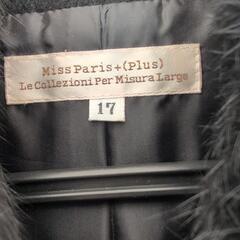 Miss Paris+(Plus)
Le Collezioni Per Misura Large
17